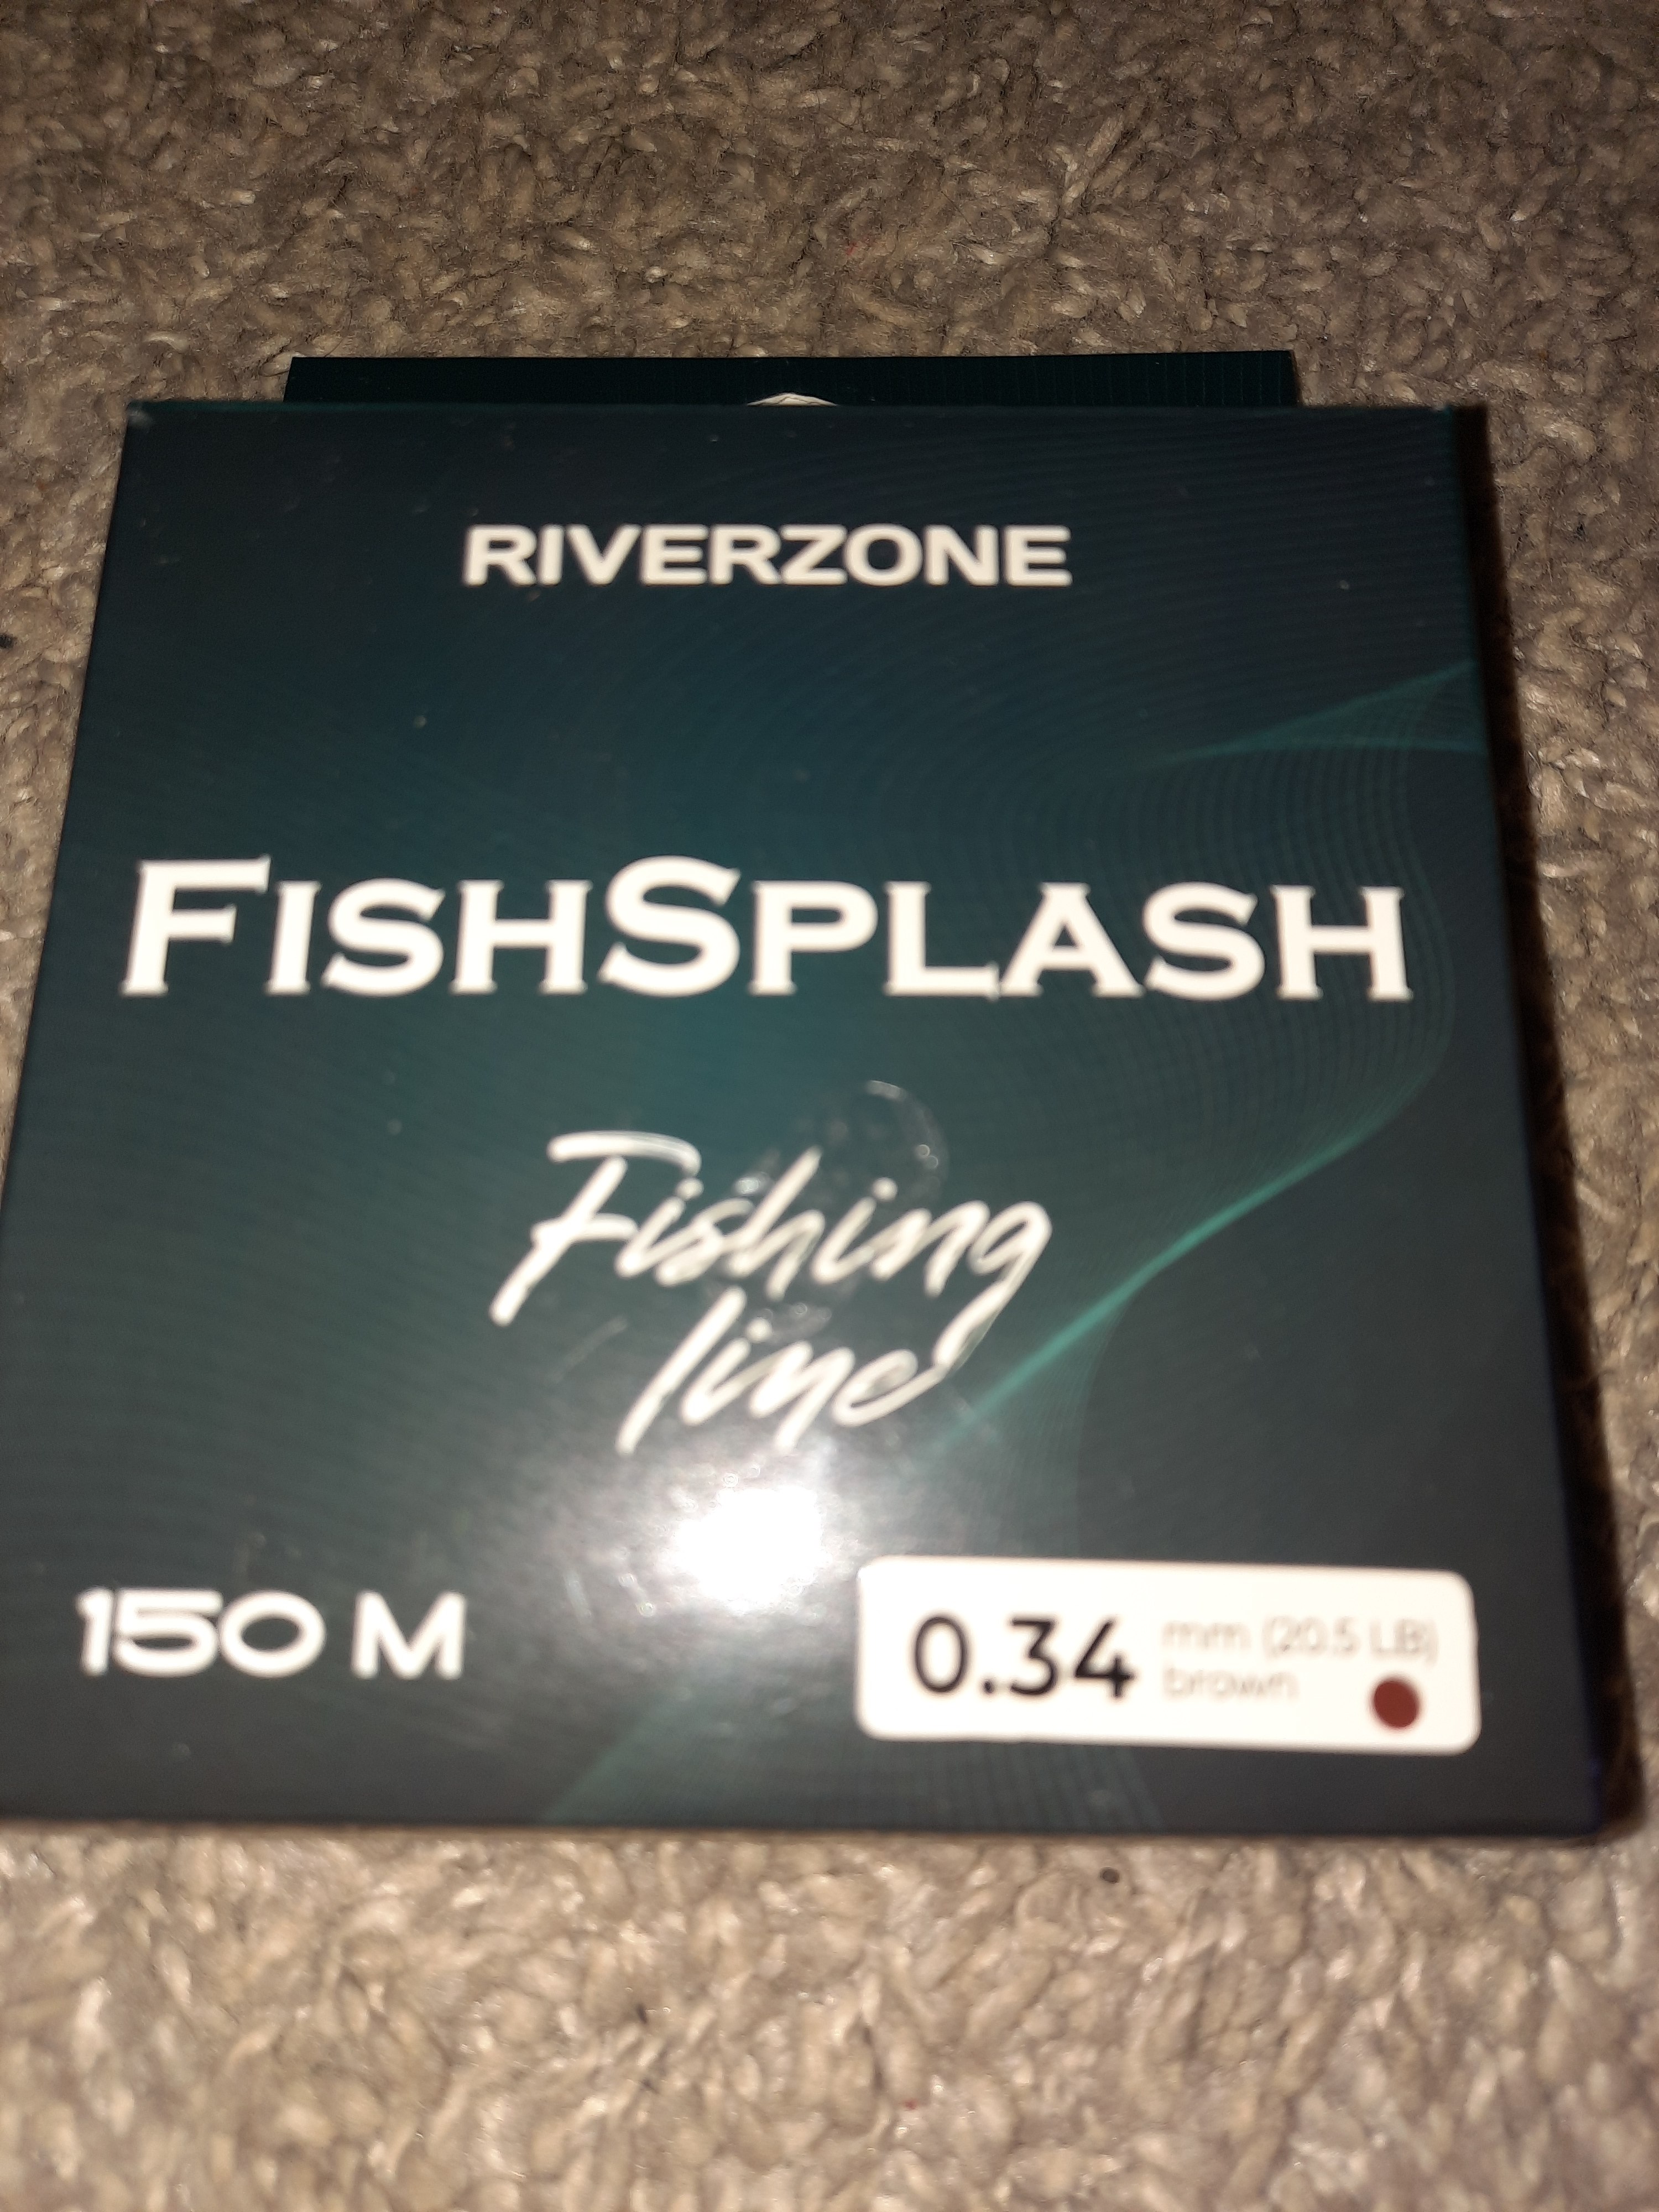 RIVERZONE
FISHSPLASH
Fishing
line
150 M
0.34 mm (20.5 LB)
brown